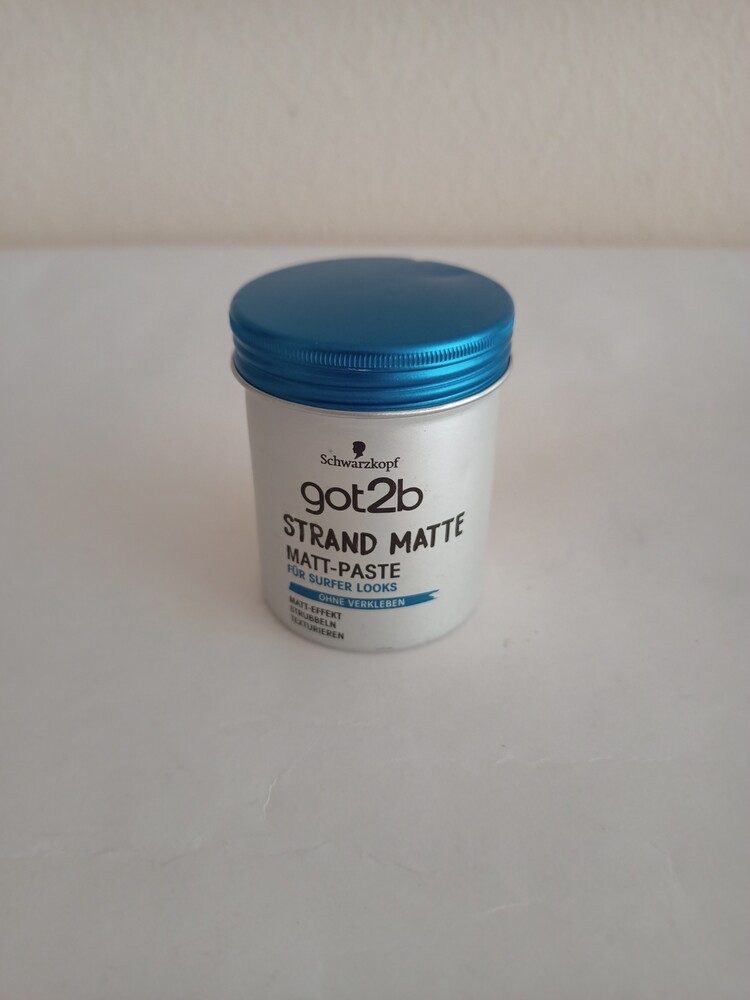 Schwarzkopf
got2b
STRAND MATTE
MATT-PASTE
FÜR SURFER LOOKS
OHNE VERKLEBEN
MATT-EFFEKT
STRUBBELN
TEXTURIEREN